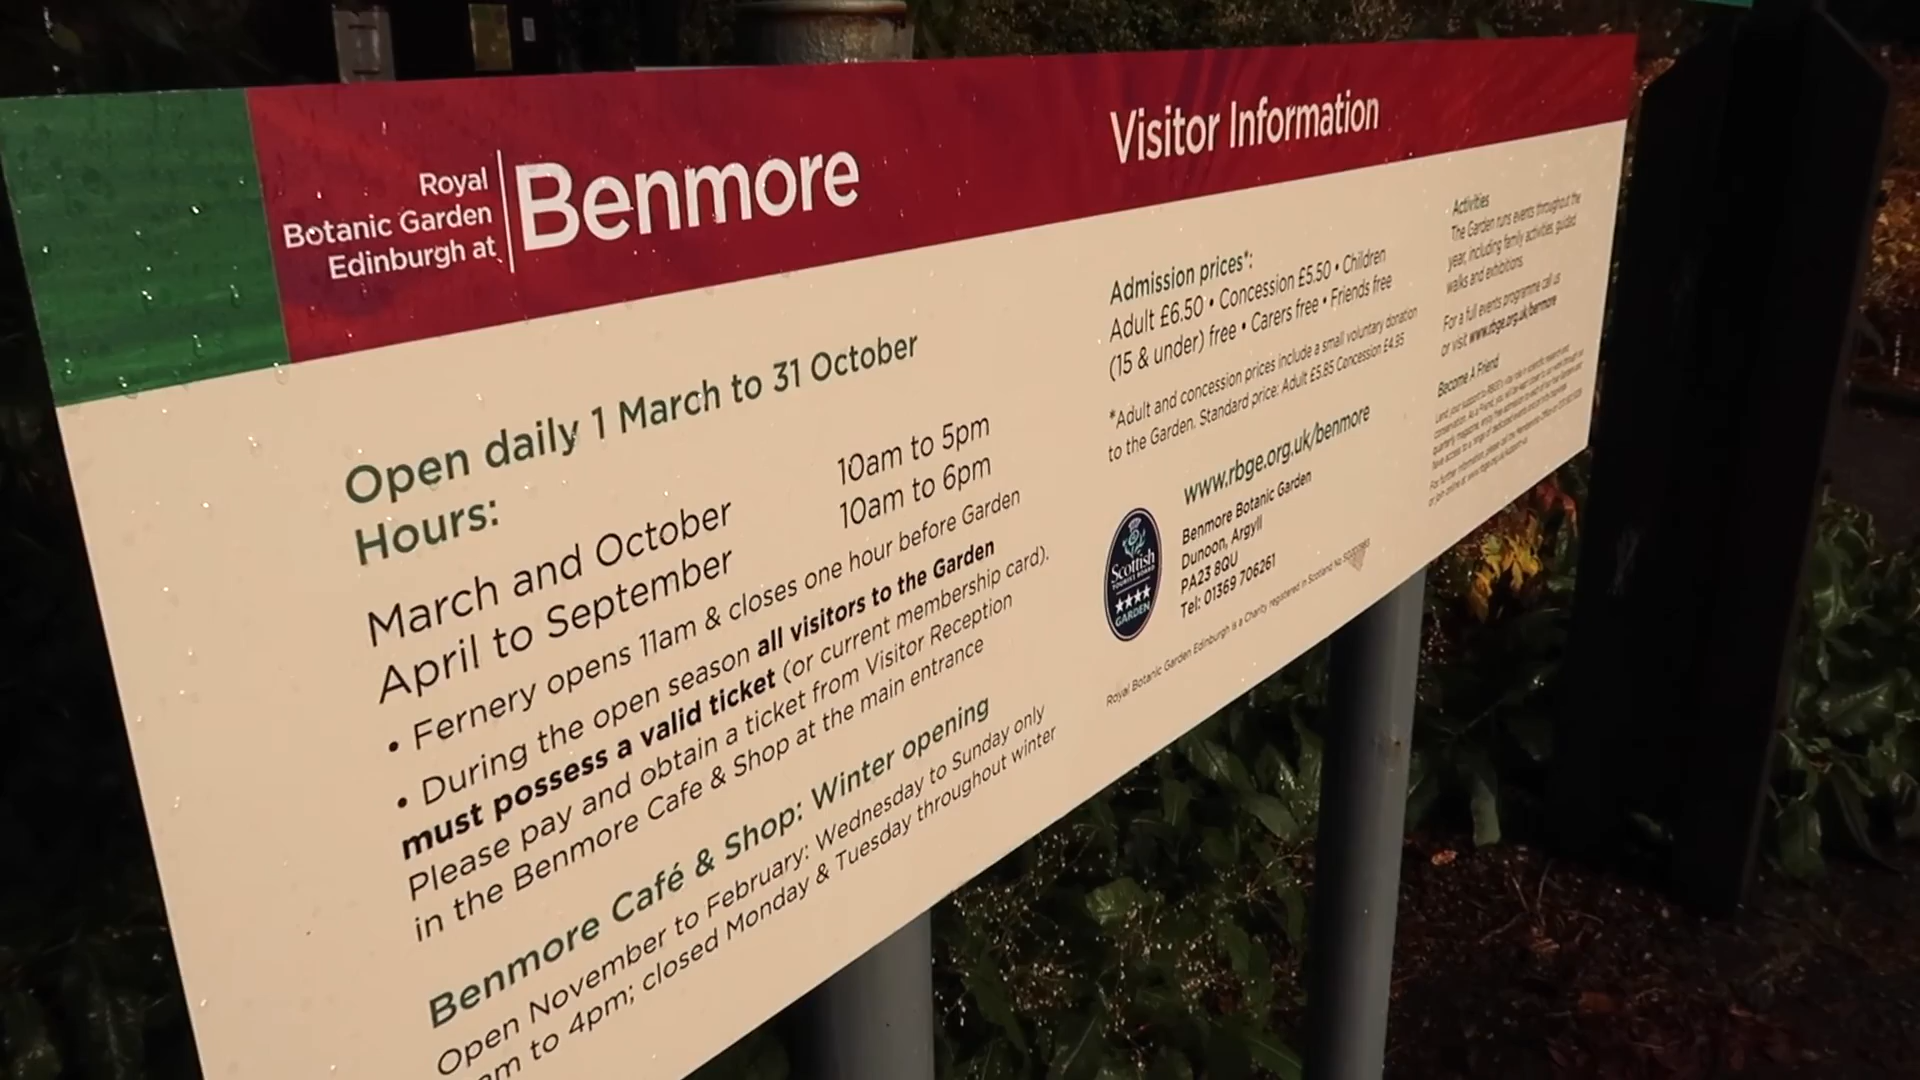 Royal
Botanic Garden
Edinburgh at
Benmore
Visitor Information
Open daily 1 March to 31 October
Hours:
March and October 10am to 5pm
April to September 10am to 6pm
• Fernery opens 11am & closes one hour before Garden
• During the open season all visitors to the Garden
must possess a valid ticket (or current membership card).
Please pay and obtain a ticket from Visitor Reception
in the Benmore Cafe & Shop at the main entrance
Benmore Café & Shop: Winter opening
Open November to February: Wednesday to Sunday only
to 4pm; closed Monday & Tuesday throughout winter
Admission prices*:
Adult £6.50 • Concession £5.50 • Children
(15 & under) free • Carers free • Friends free
*Adult and concession prices include a small voluntary donation
to the Garden. Standard price: Adult £5.85 Concession £4.95
www.rbge.org.uk/benmore
Scottish
TOURIST BOARD
GARDEN
Benmore Botanic Garden
Dunoon, Argyll
PA23 8QU
Tel: 01369 706261
Royal Botanic Garden Edinburgh is a Charity registered in Scotland No
Activities
The Garden runs events throughout the
year, including family activities, guided
walks and exhibitions.
For a full events programme call us
or visit www.rbge.org.uk/benmore
Become A Friend